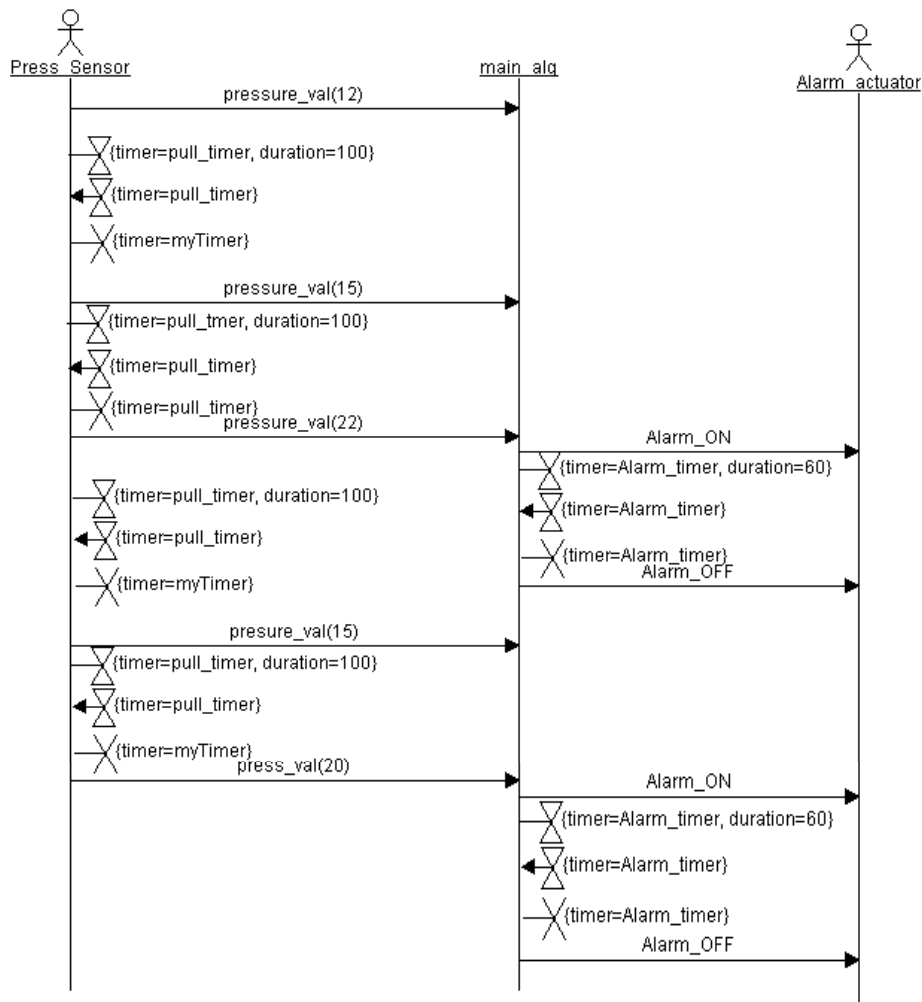 Press_Sensor
main_alg
Alarm_actuator
pressure_val(12)
{timer=pull_timer, duration=100}
{timer=pull_timer}
{timer=myTimer}
pressure_val(15)
{timer=pull_tmer, duration=100}
{timer=pull_timer}
{timer=pull_timer}
pressure_val(22)
Alarm_ON
{timer=Alarm_timer, duration=60}
{timer=pull_timer, duration=100}
{timer=Alarm_timer}
{timer=pull_timer}
{timer=Alarm_timer}
Alarm_OFF
{timer=myTimer}
presure_val(15)
{timer=pull_timer, duration=100}
{timer=pull_timer}
{timer=myTimer}
press_val(20)
Alarm_ON
{timer=Alarm_timer, duration=60}
{timer=Alarm_timer}
{timer=Alarm_timer}
Alarm_OFF